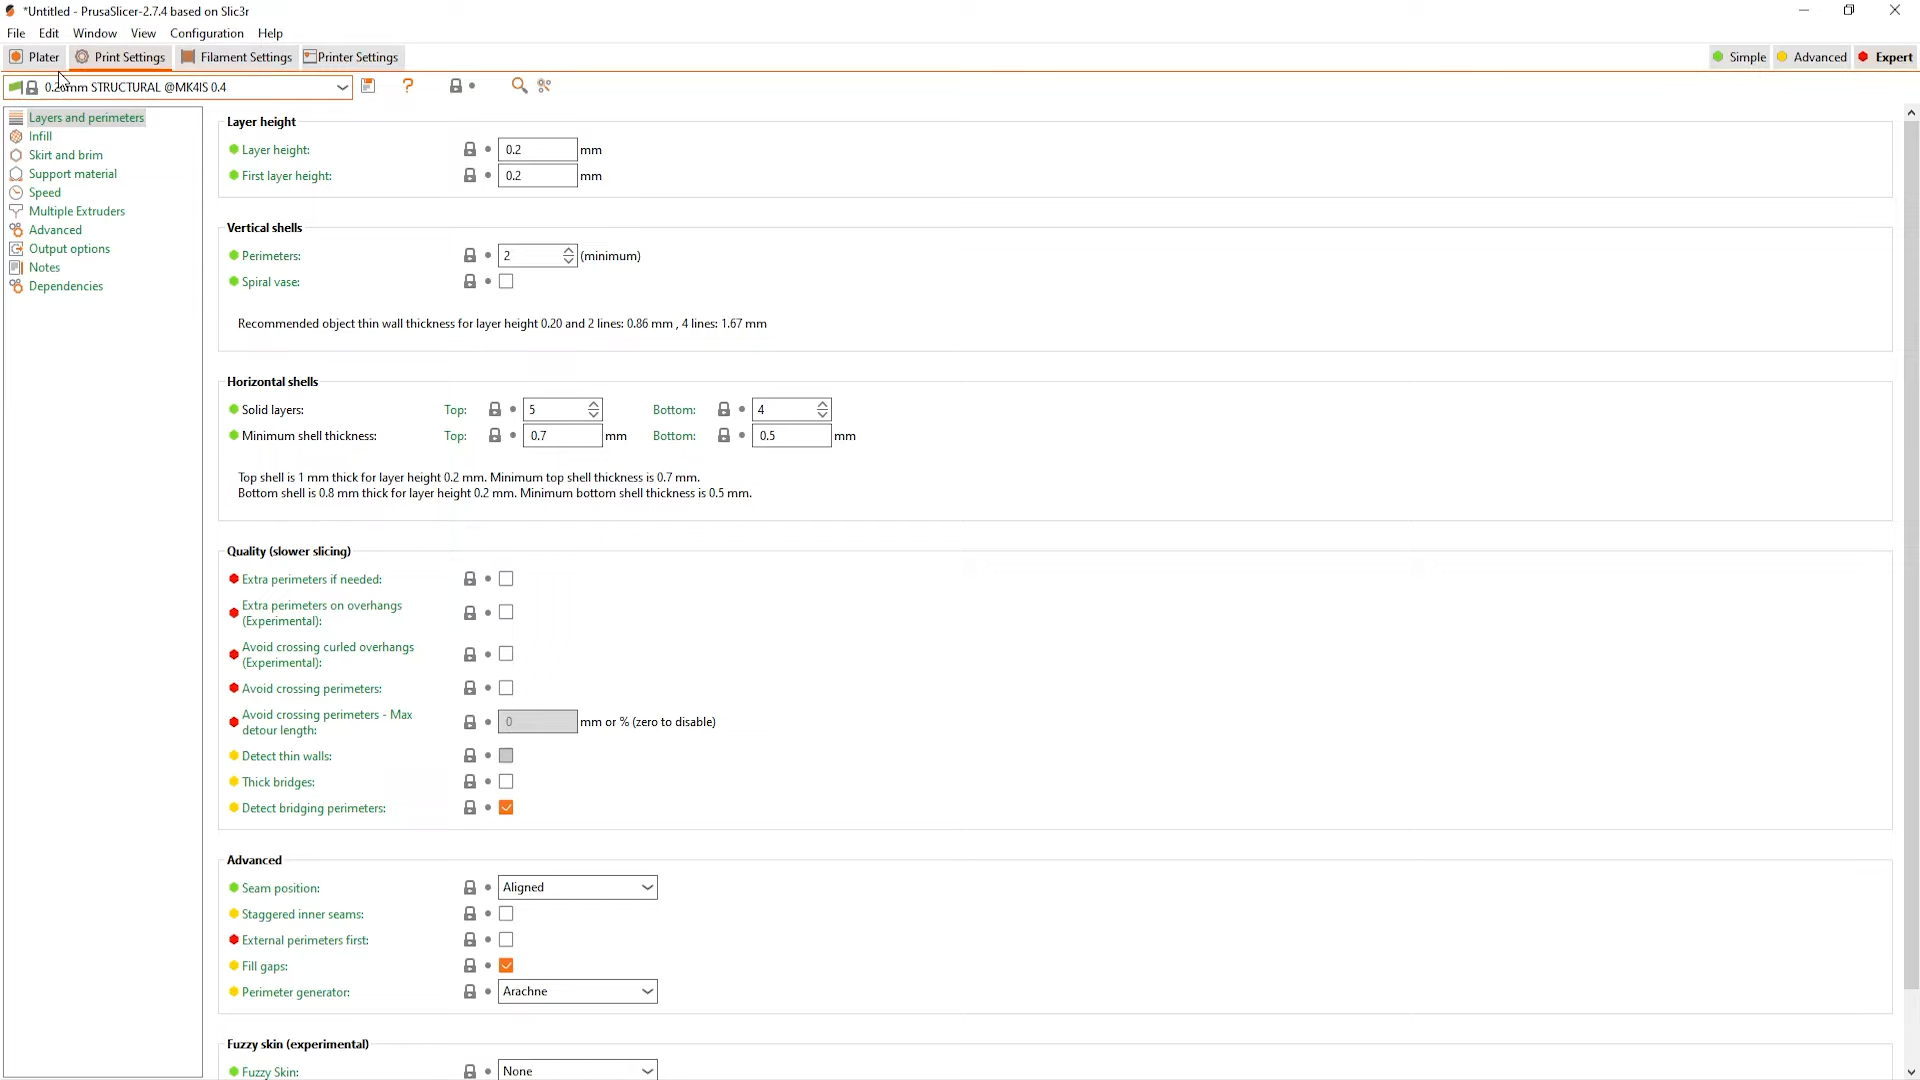 *Untitled - PrusaSlicer-2.7.4 based on Slic3r
File Edit Window View Configuration Help
Plater Print Settings Filament Settings Printer Settings Simple Advanced Expert
STRUCTURAL @MK4IS 0.4 ?
Layers and perimeters
Infill
Skirt and brim
Support material
Speed
Multiple Extruders
Advanced
Output options
Notes
Dependencies
Layer height
Layer height: 0.2 mm
First layer height: 0.2 mm
Vertical shells
Perimeters: 2 (minimum)
Spiral vase:
Recommended object thin wall thickness for layer height 0.20 and 2 lines: 0.86 mm , 4 lines: 1.67 mm
Horizontal shells
Solid layers: Top: 5 Bottom: 4
Minimum shell thickness: Top: 0.7 mm Bottom: 0.5 mm
Top shell is 1 mm thick for layer height 0.2 mm. Minimum top shell thickness is 0.7 mm.
Bottom shell is 0.8 mm thick for layer height 0.2 mm. Minimum bottom shell thickness is 0.5 mm.
Quality (slower slicing)
Extra perimeters if needed:
Extra perimeters on overhangs
(Experimental):
Avoid crossing curled overhangs
(Experimental):
Avoid crossing perimeters:
Avoid crossing perimeters - Max
detour length: 0 mm or % (zero to disable)
Detect thin walls:
Thick bridges:
Detect bridging perimeters:
Advanced
Seam position: Aligned
Staggered inner seams:
External perimeters first:
Fill gaps:
Perimeter generator: Arachne
Fuzzy skin (experimental)
Fuzzy Skin: None